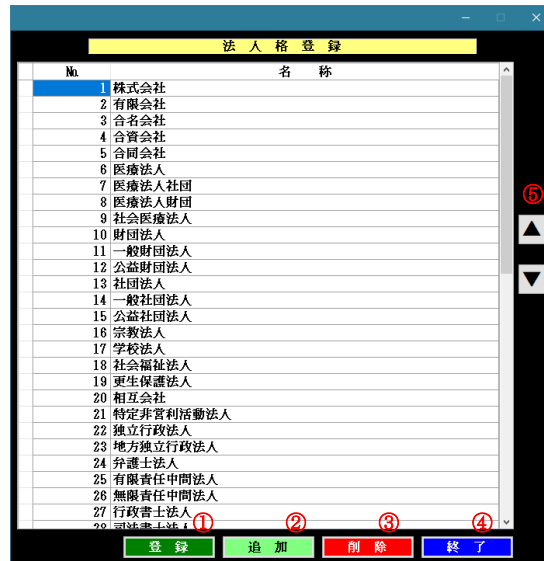 法 人 格 登 録
№ 名 称
1 株式会社
2 有限会社
3 合名会社
4 合資会社
5 合同会社
6 医療法人
7 医療法人社団
8 医療法人財団
9 社会医療法人
10 財団法人
11 一般財団法人
12 公益財団法人
13 社団法人
14 一般社団法人
15 公益社団法人
16 宗教法人
17 学校法人
18 社会福祉法人
19 更生保護法人
20 相互会社
21 特定非営利活動法人
22 独立行政法人
23 地方独立行政法人
24 弁護士法人
25 有限責任中間法人
26 無限責任中間法人
27 行政書士法人
28 司法書士法人
① ② ③ ④
登 録 追 加 削 除 終 了
⑤
▲
▼